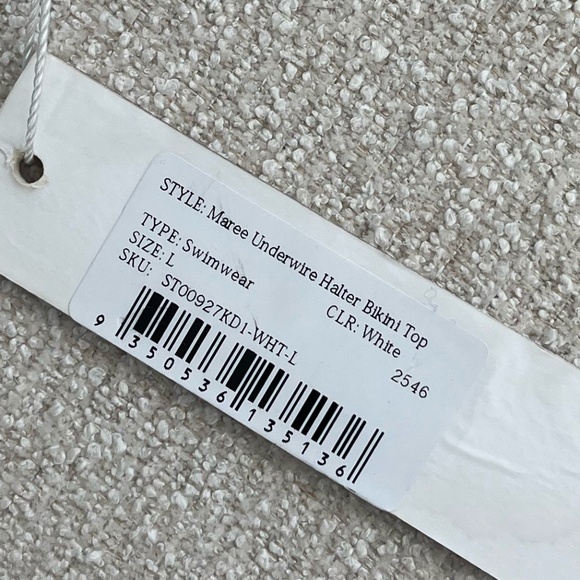 STYLE: Maree Underwire Halter Bikini Top
TYPE: Swimwear CLR: White
SIZE: L
SKU: ST00927KD1-WHT-L 2546
9 350536 135136